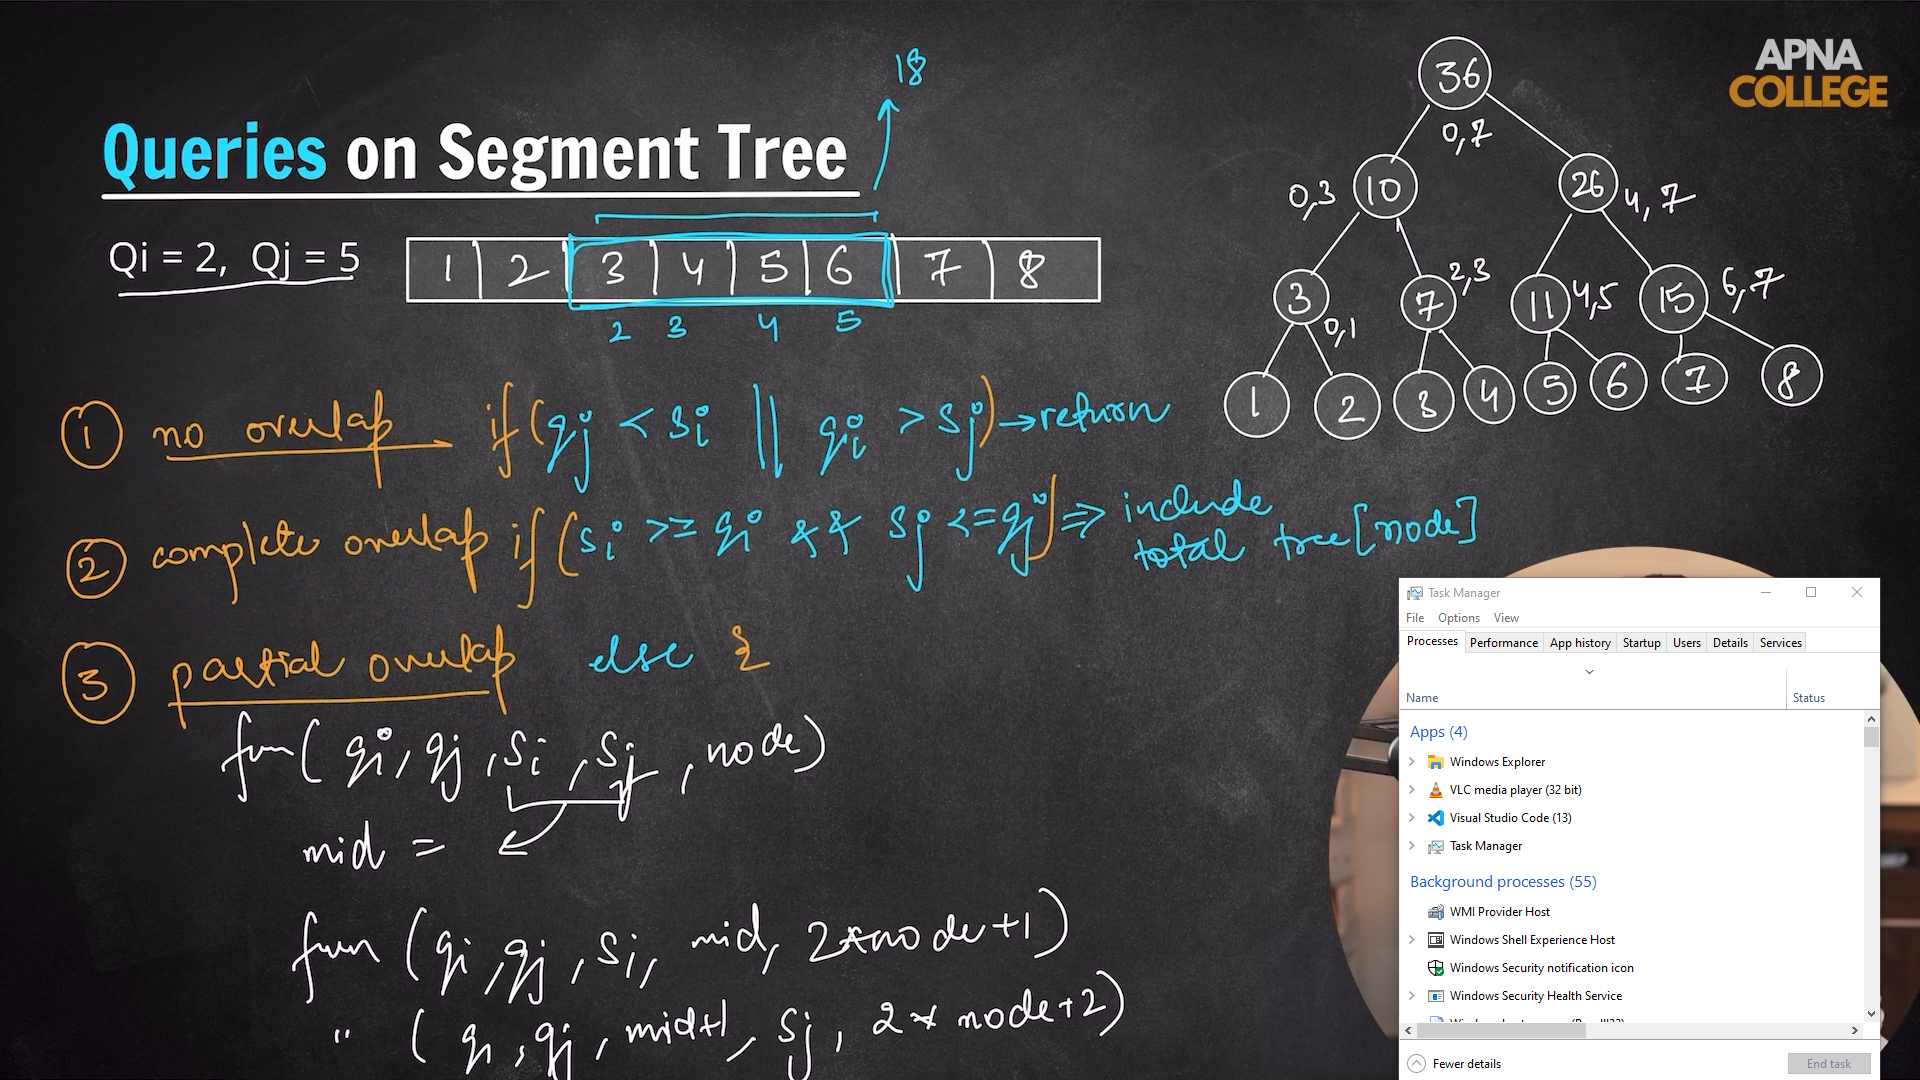 APNA
COLLEGE
Queries on Segment Tree
18
Qi = 2, Qj = 5
1 2 3 4 5 6 7 8
2 3 4 5
36
0,7
0,3 10
26 4,7
3 0,1
7 2,3
11 4,5
15 6,7
1 2 3 4 5 6 7 8
1 no overlap if(qj < si || qi > sj) → return
2 complete overlap if(si >= qi && sj <= qj) ⇒ include
total tree[node]
3 partial overlap else {
fun(qi, qj, si, sj, node)
mid =
fun (qi, qj, si, mid, 2*node+1)
" (qi, qj, mid+1, sj, 2*node+2)
Task Manager
File Options View
Processes Performance App history Startup Users Details Services
Name Status
Apps (4)
Windows Explorer
VLC media player (32 bit)
Visual Studio Code (13)
Task Manager
Background processes (55)
WMI Provider Host
Windows Shell Experience Host
Windows Security notification icon
Windows Security Health Service
Fewer details End task